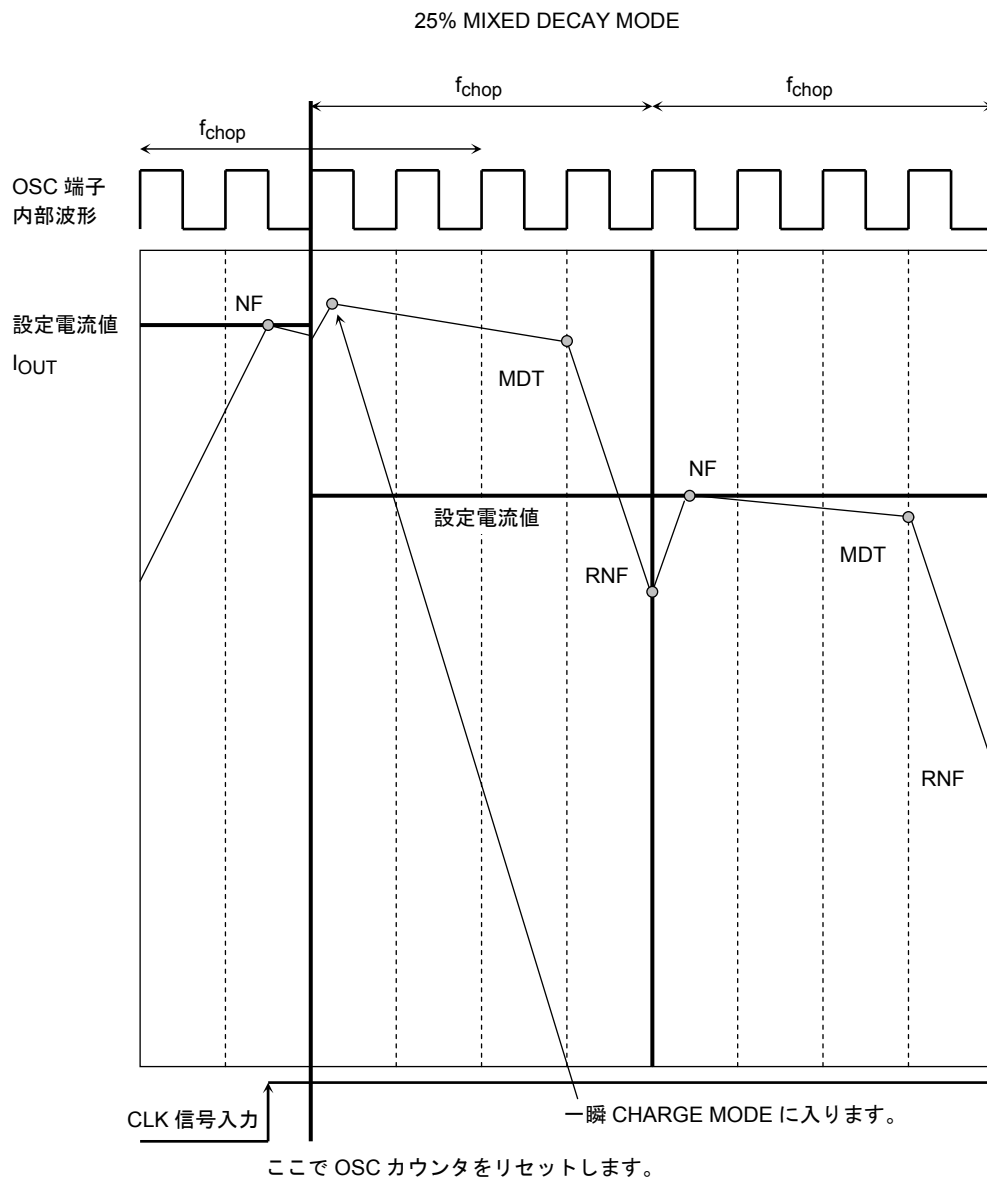 25% MIXED DECAY MODE
fchop
fchop
fchop
OSC 端子
内部波形
NF
設定電流値
IOUT
MDT
NF
設定電流値
MDT
RNF
RNF
CLK 信号入力
一瞬 CHARGE MODE に入ります。
ここで OSC カウンタをリセットします。